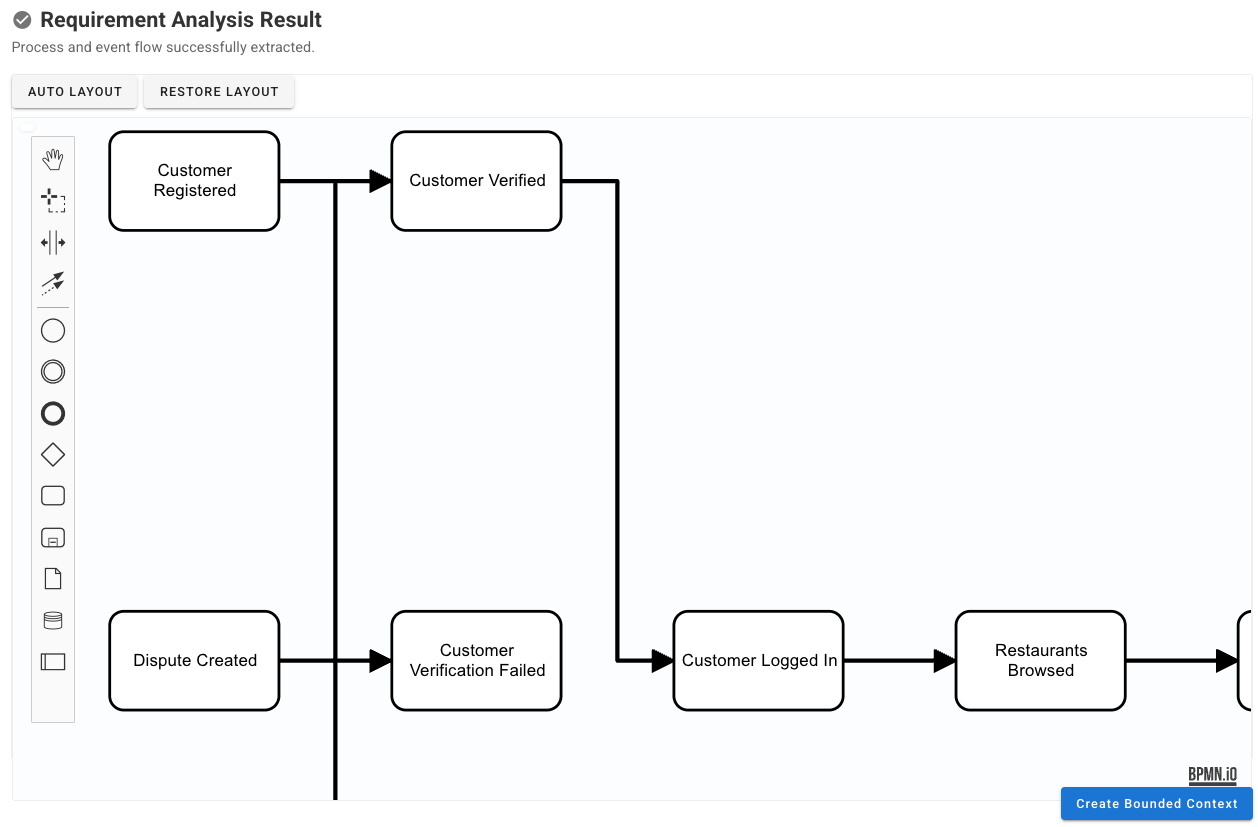 Requirement Analysis Result
Process and event flow successfully extracted.
AUTO LAYOUT
RESTORE LAYOUT
Customer
Registered
Customer Verified
Dispute Created
Customer
Verification Failed
Customer Logged In
Restaurants
Browsed
BPMN.iO
Create Bounded Context